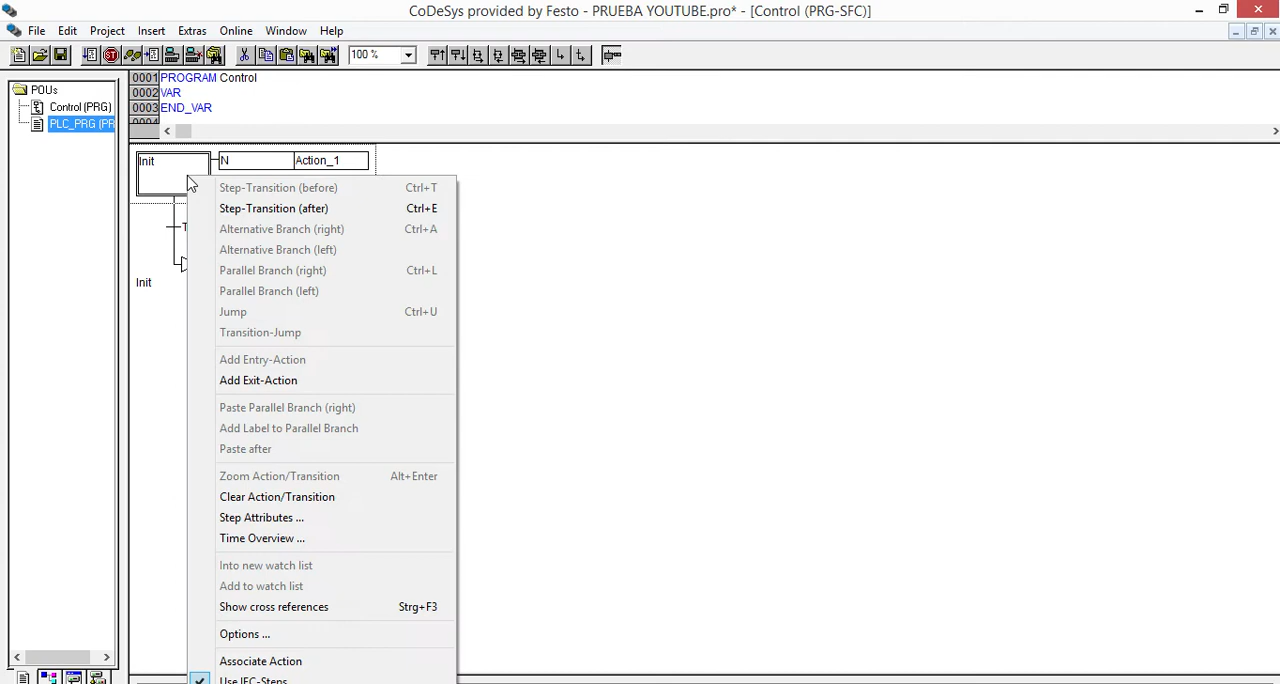 CoDeSys provided by Festo - PRUEBA YOUTUBE.pro* - [Control (PRG-SFC)]
File Edit Project Insert Extras Online Window Help
100 %
POUs
Control (PRG)
PLC_PRG (PR
0001 PROGRAM Control
0002 VAR
0003 END_VAR
0004
Init N Action_1
T
Init
Step-Transition (before) Ctrl+T
Step-Transition (after) Ctrl+E
Alternative Branch (right) Ctrl+A
Alternative Branch (left)
Parallel Branch (right) Ctrl+L
Parallel Branch (left)
Jump Ctrl+U
Transition-Jump
Add Entry-Action
Add Exit-Action
Paste Parallel Branch (right)
Add Label to Parallel Branch
Paste after
Zoom Action/Transition Alt+Enter
Clear Action/Transition
Step Attributes ...
Time Overview ...
Into new watch list
Add to watch list
Show cross references Strg+F3
Options ...
Associate Action
Use IEC-Steps